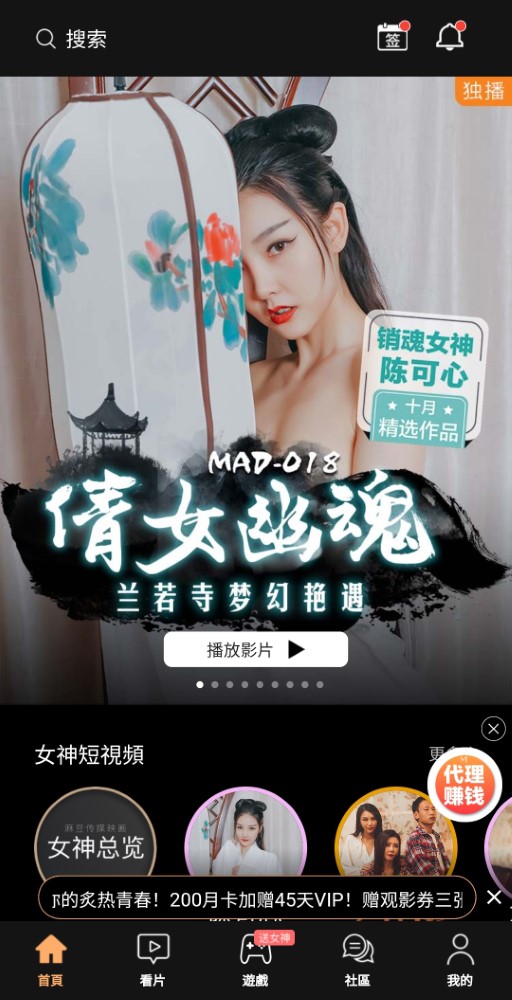 搜索
签
独播
销魂女神
陈可心
十月
精选作品
MAD-018
倩女幽魂
兰若寺梦幻艳遇
播放影片
女神短視頻
更
代理
赚钱
麻豆传媒映画
女神总览
的炙热青春！200月卡加赠45天VIP！赠观影券三张
送女神
首頁
看片
遊戲
社區
我的